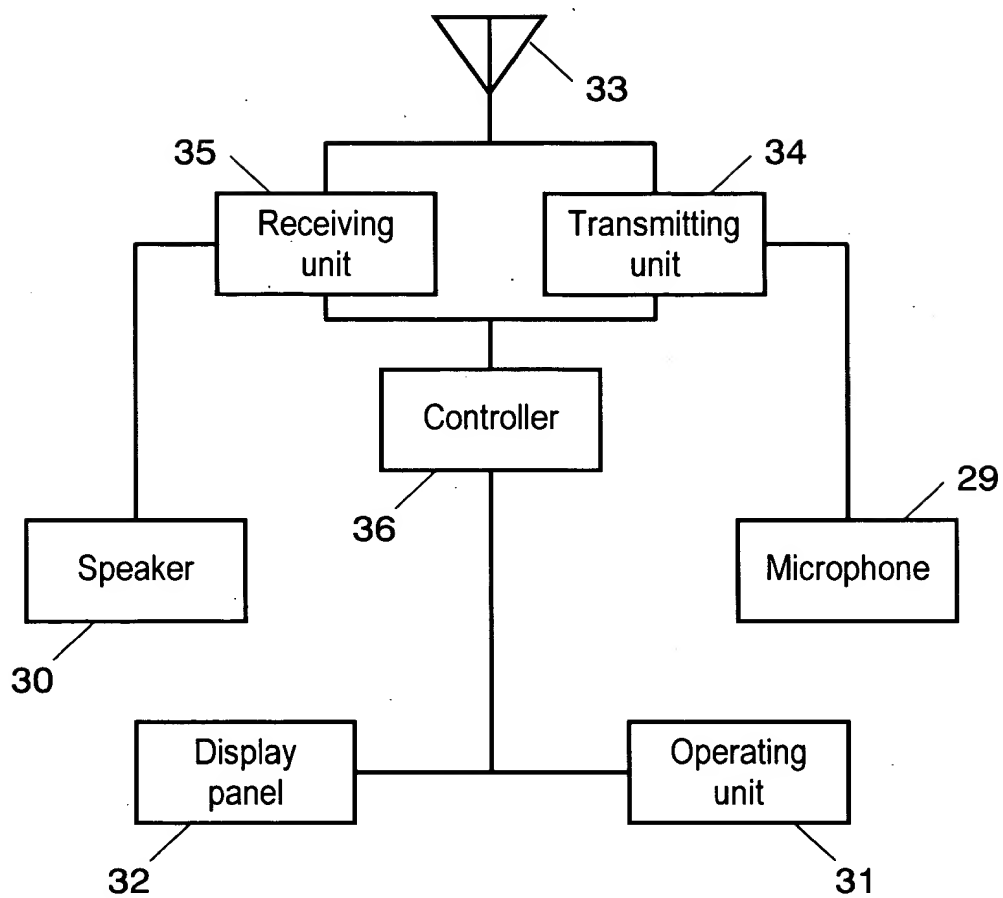 33
35
34
Receiving
unit
Transmitting
unit
Controller
36
29
Speaker
Microphone
30
Display
panel
Operating
unit
32
31